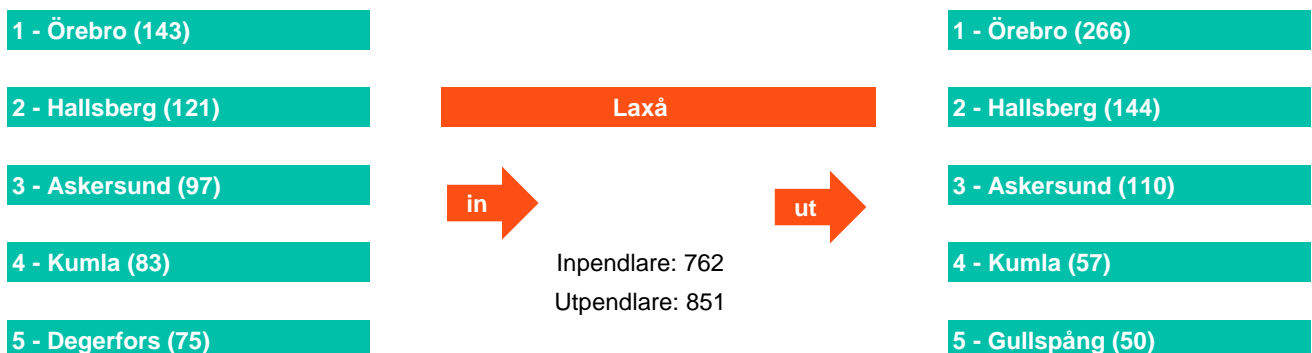 1 - Örebro (143)
2 - Hallsberg (121)
3 - Askersund (97)
4 - Kumla (83)
5 - Degerfors (75)
Laxå
in
ut
Inpendlare: 762
Utpendlare: 851
1 - Örebro (266)
2 - Hallsberg (144)
3 - Askersund (110)
4 - Kumla (57)
5 - Gullspång (50)